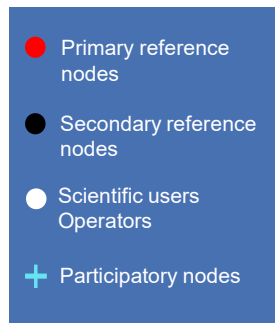 Primary reference
nodes
Secondary reference
nodes
Scientific users
Operators
Participatory nodes